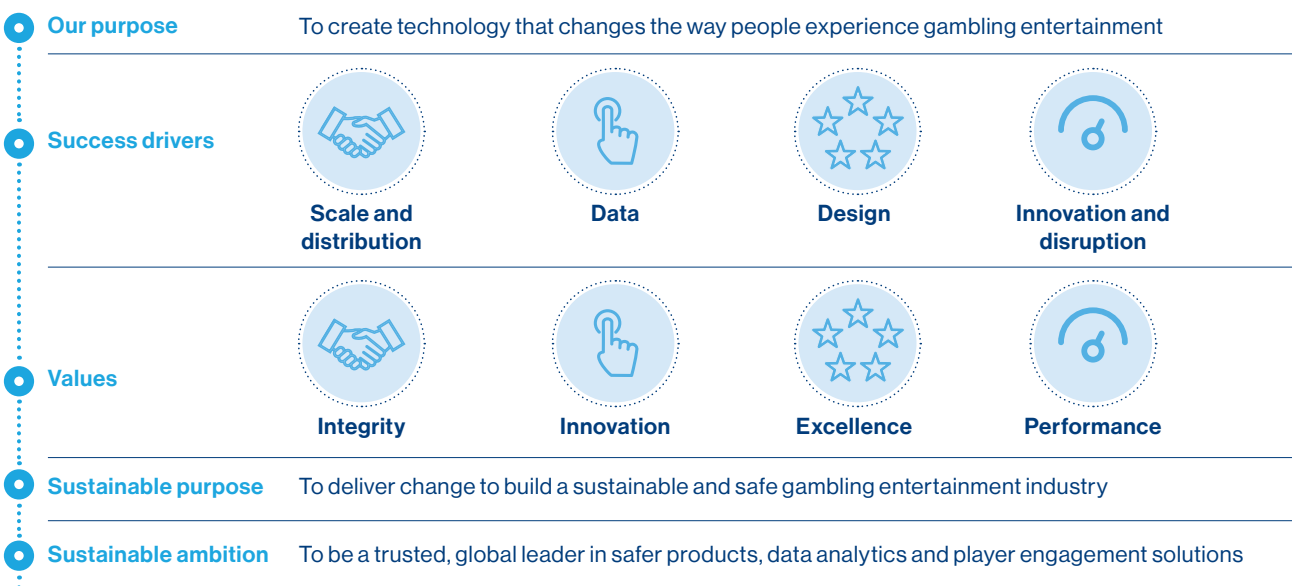 Our purpose
To create technology that changes the way people experience gambling entertainment
Success drivers
Scale and
distribution
Data
Design
Innovation and
disruption
Values
Integrity
Innovation
Excellence
Performance
Sustainable purpose
To deliver change to build a sustainable and safe gambling entertainment industry
Sustainable ambition
To be a trusted, global leader in safer products, data analytics and player engagement solutions